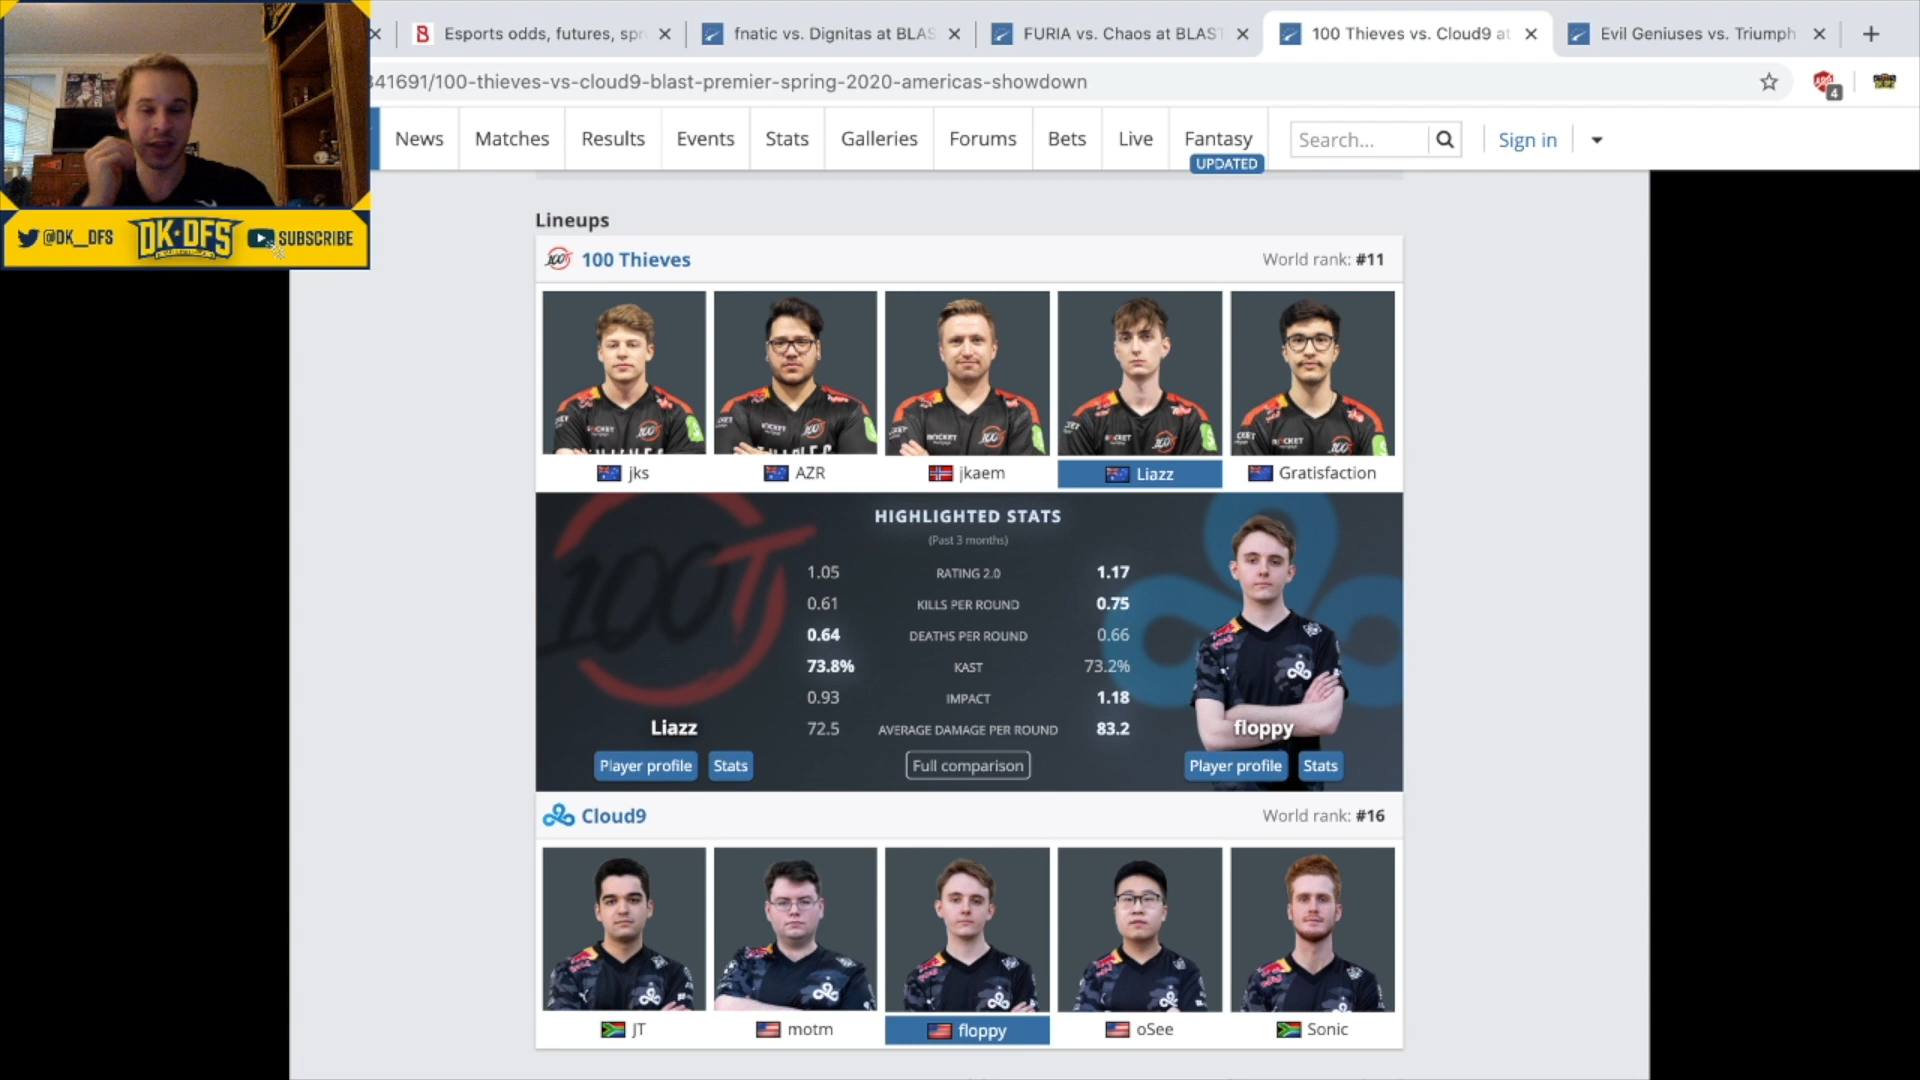 Esports odds, futures, spr
fnatic vs. Dignitas at BLAS
FURIA vs. Chaos at BLAST
100 Thieves vs. Cloud9 at
Evil Geniuses vs. Triumph
341691/100-thieves-vs-cloud9-blast-premier-spring-2020-americas-showdown
4
News Matches Results Events Stats Galleries Forums Bets Live Fantasy
UPDATED
Search...
Sign in
@DK__DFS
DK★DFS
SUBSCRIBE
Lineups
100 Thieves
World rank: #11
jks AZR jkaem Liazz Gratisfaction
HIGHLIGHTED STATS
(Past 3 months)
1.05 RATING 2.0 1.17
0.61 KILLS PER ROUND 0.75
0.64 DEATHS PER ROUND 0.66
73.8% KAST 73.2%
0.93 IMPACT 1.18
72.5 AVERAGE DAMAGE PER ROUND 83.2
Liazz
floppy
Player profile Stats
Full comparison
Player profile Stats
Cloud9
World rank: #16
JT motm floppy oSee Sonic